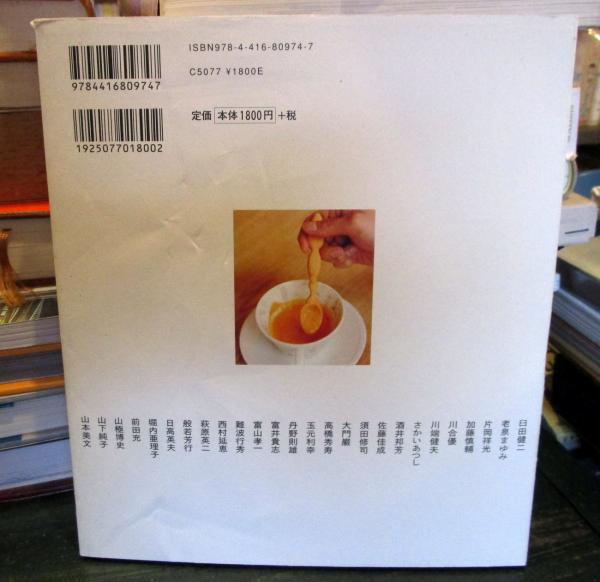 ISBN978-4-416-80974-7
C5077 ¥1800E
9784416809747
定価 本体1800円 +税
1925077018002
臼田健二
老泉まゆみ
片岡祥光
加藤慎輔
川合優
川端健夫
さかいあつし
酒井邦芳
佐藤佳成
須田修司
大門巌
高橋秀寿
玉元利幸
丹野則雄
富井貴志
富山孝一
難波行秀
西村延恵
萩原英二
般若芳行
日高英夫
堀内亜理子
前田充
山極博史
山下純子
山本美文